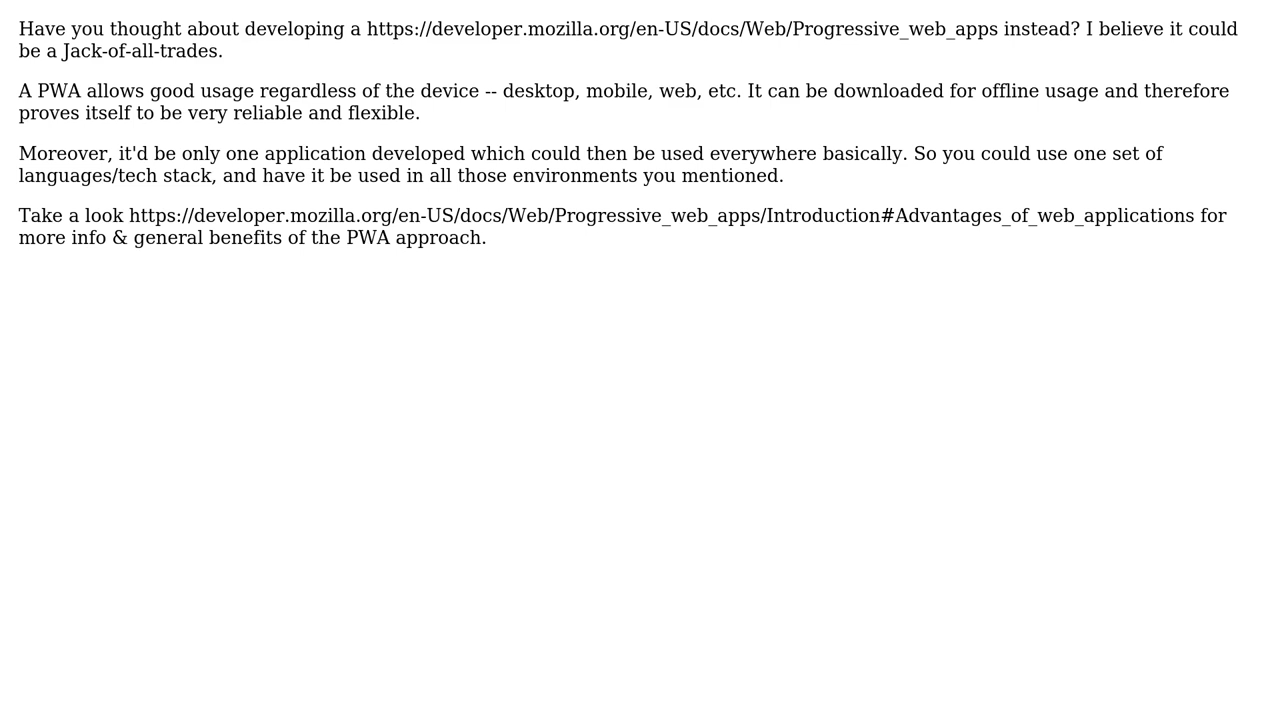 Have you thought about developing a https://developer.mozilla.org/en-US/docs/Web/Progressive_web_apps instead? I believe it could
be a Jack-of-all-trades.
A PWA allows good usage regardless of the device -- desktop, mobile, web, etc. It can be downloaded for offline usage and therefore
proves itself to be very reliable and flexible.
Moreover, it'd be only one application developed which could then be used everywhere basically. So you could use one set of
languages/tech stack, and have it be used in all those environments you mentioned.
Take a look https://developer.mozilla.org/en-US/docs/Web/Progressive_web_apps/Introduction#Advantages_of_web_applications for
more info & general benefits of the PWA approach.